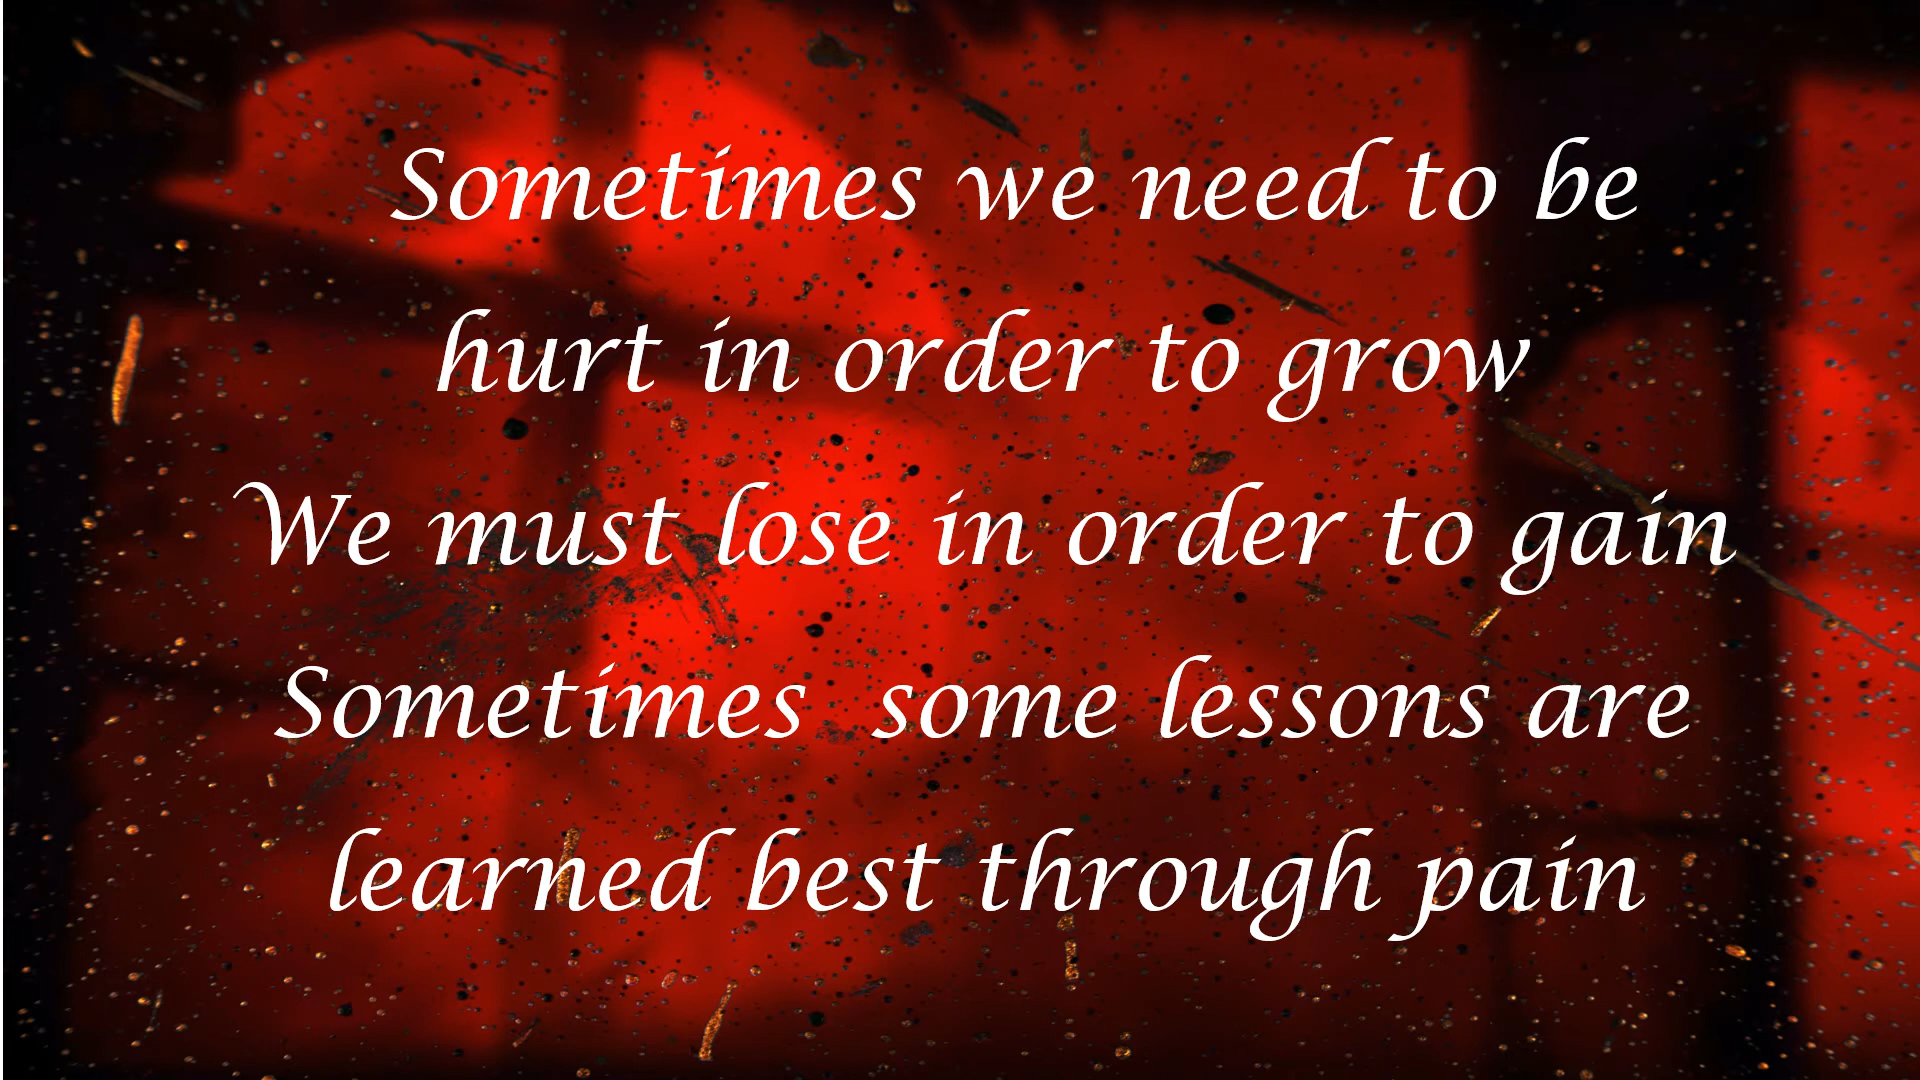 Sometimes we need to be
hurt in order to grow
We must lose in order to gain
Sometimes some lessons are
learned best through pain